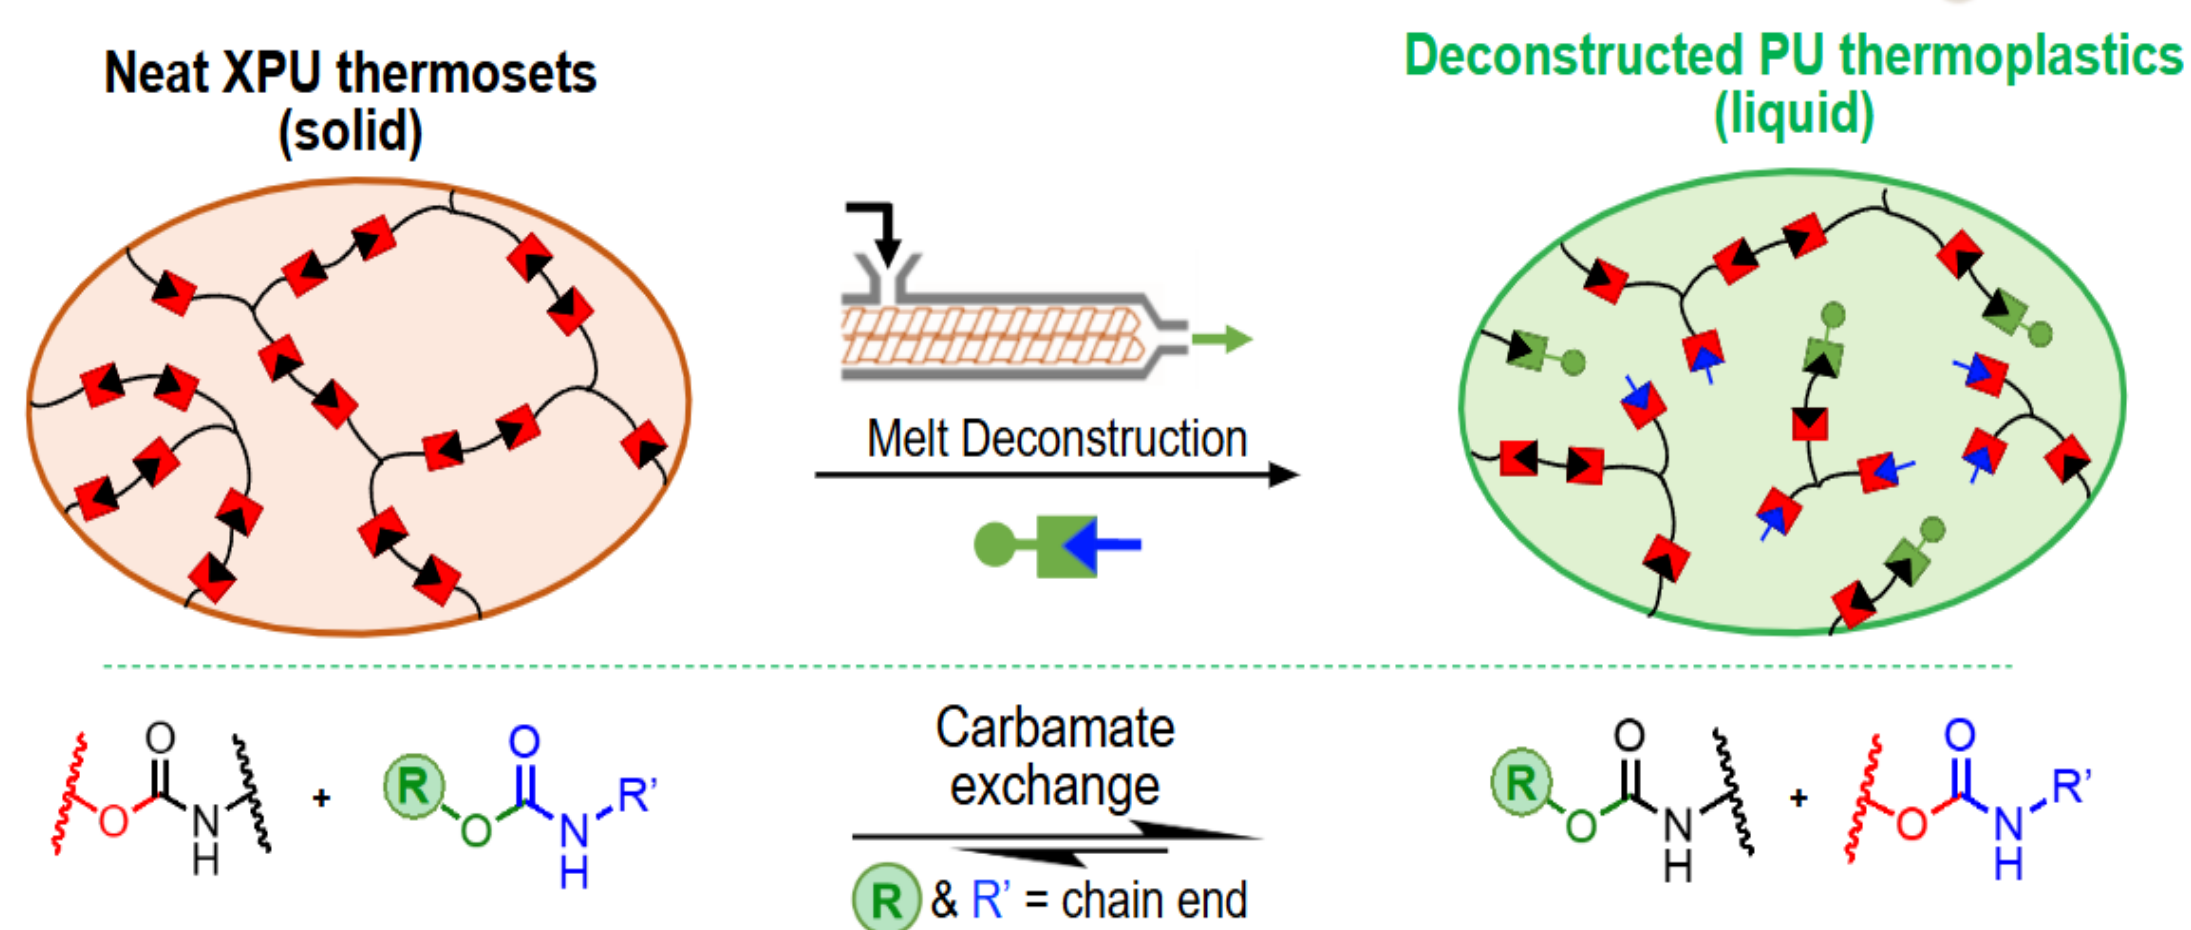 Neat XPU thermosets
(solid)
Deconstructed PU thermoplastics
(liquid)
Melt Deconstruction
O
O
N
H
+
R
O
O
N
H
R'
Carbamate
exchange
R & R' = chain end
R
O
O
N
H
+
O
O
N
H
R'